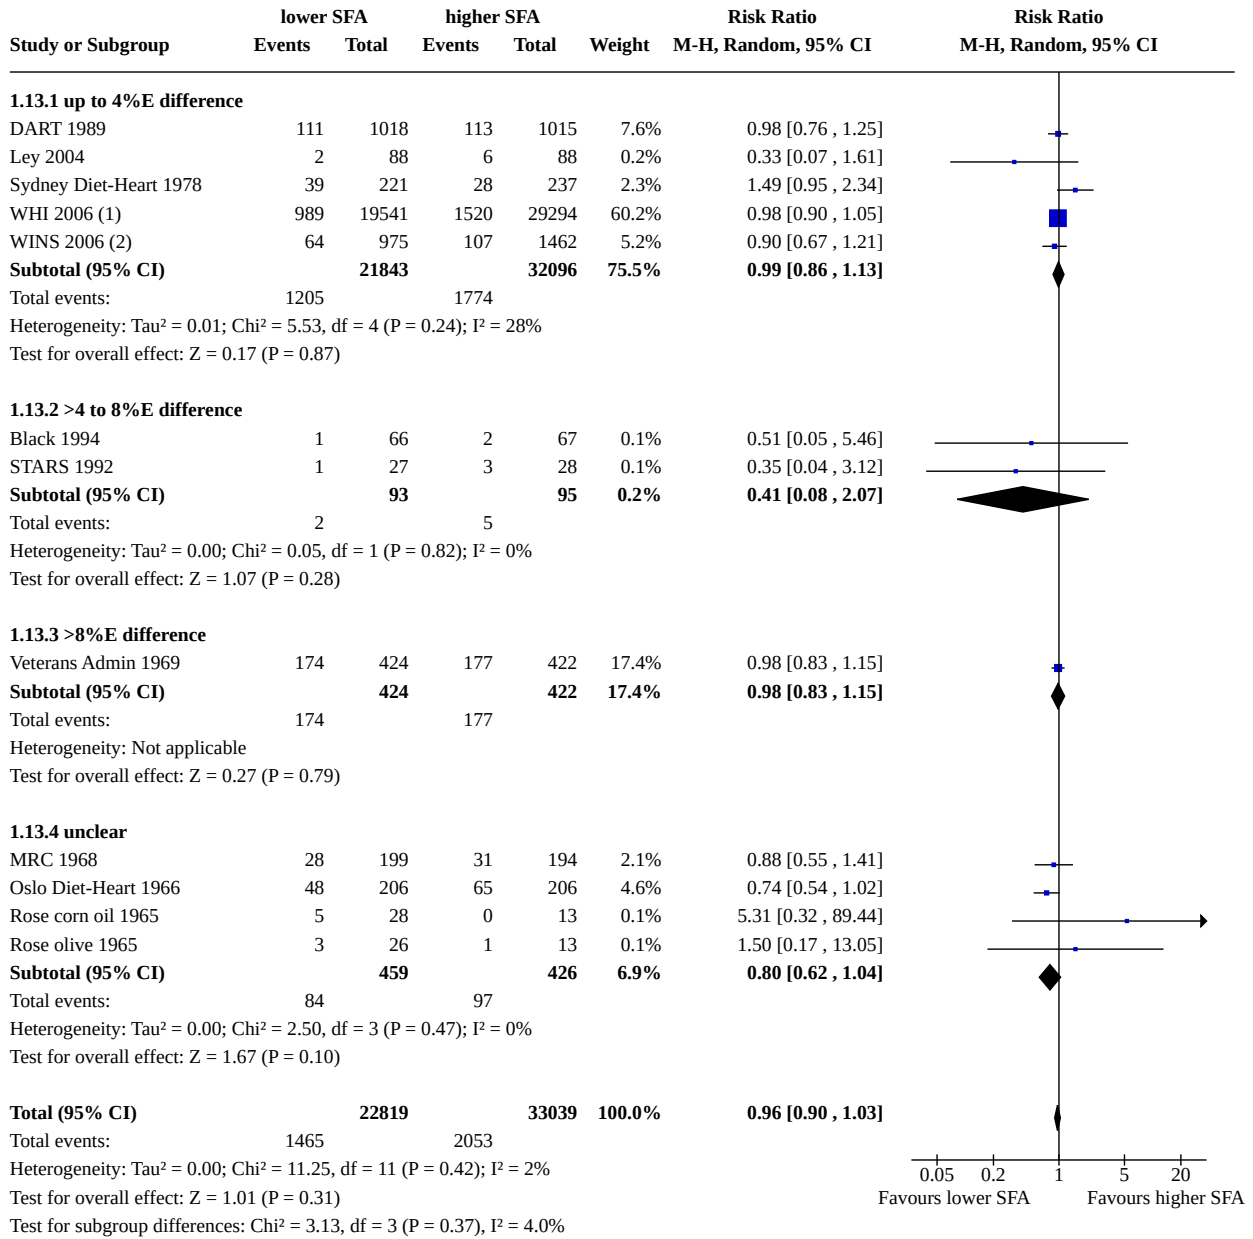 lower SFA higher SFA Risk Ratio Risk Ratio
Study or Subgroup Events Total Events Total Weight M-H, Random, 95% CI M-H, Random, 95% CI
1.13.1 up to 4%E difference
DART 1989 111 1018 113 1015 7.6% 0.98 [0.76 , 1.25]
Ley 2004 2 88 6 88 0.2% 0.33 [0.07 , 1.61]
Sydney Diet-Heart 1978 39 221 28 237 2.3% 1.49 [0.95 , 2.34]
WHI 2006 (1) 989 19541 1520 29294 60.2% 0.98 [0.90 , 1.05]
WINS 2006 (2) 64 975 107 1462 5.2% 0.90 [0.67 , 1.21]
Subtotal (95% CI) 21843 32096 75.5% 0.99 [0.86 , 1.13]
Total events: 1205 1774
Heterogeneity: Tau² = 0.01; Chi² = 5.53, df = 4 (P = 0.24); I² = 28%
Test for overall effect: Z = 0.17 (P = 0.87)
1.13.2 >4 to 8%E difference
Black 1994 1 66 2 67 0.1% 0.51 [0.05 , 5.46]
STARS 1992 1 27 3 28 0.1% 0.35 [0.04 , 3.12]
Subtotal (95% CI) 93 95 0.2% 0.41 [0.08 , 2.07]
Total events: 2 5
Heterogeneity: Tau² = 0.00; Chi² = 0.05, df = 1 (P = 0.82); I² = 0%
Test for overall effect: Z = 1.07 (P = 0.28)
1.13.3 >8%E difference
Veterans Admin 1969 174 424 177 422 17.4% 0.98 [0.83 , 1.15]
Subtotal (95% CI) 424 422 17.4% 0.98 [0.83 , 1.15]
Total events: 174 177
Heterogeneity: Not applicable
Test for overall effect: Z = 0.27 (P = 0.79)
1.13.4 unclear
MRC 1968 28 199 31 194 2.1% 0.88 [0.55 , 1.41]
Oslo Diet-Heart 1966 48 206 65 206 4.6% 0.74 [0.54 , 1.02]
Rose corn oil 1965 5 28 0 13 0.1% 5.31 [0.32 , 89.44]
Rose olive 1965 3 26 1 13 0.1% 1.50 [0.17 , 13.05]
Subtotal (95% CI) 459 426 6.9% 0.80 [0.62 , 1.04]
Total events: 84 97
Heterogeneity: Tau² = 0.00; Chi² = 2.50, df = 3 (P = 0.47); I² = 0%
Test for overall effect: Z = 1.67 (P = 0.10)
Total (95% CI) 22819 33039 100.0% 0.96 [0.90 , 1.03]
Total events: 1465 2053
Heterogeneity: Tau² = 0.00; Chi² = 11.25, df = 11 (P = 0.42); I² = 2%
0.05 0.2 1 5 20
Test for overall effect: Z = 1.01 (P = 0.31) Favours lower SFA Favours higher SFA
Test for subgroup differences: Chi² = 3.13, df = 3 (P = 0.37), I² = 4.0%